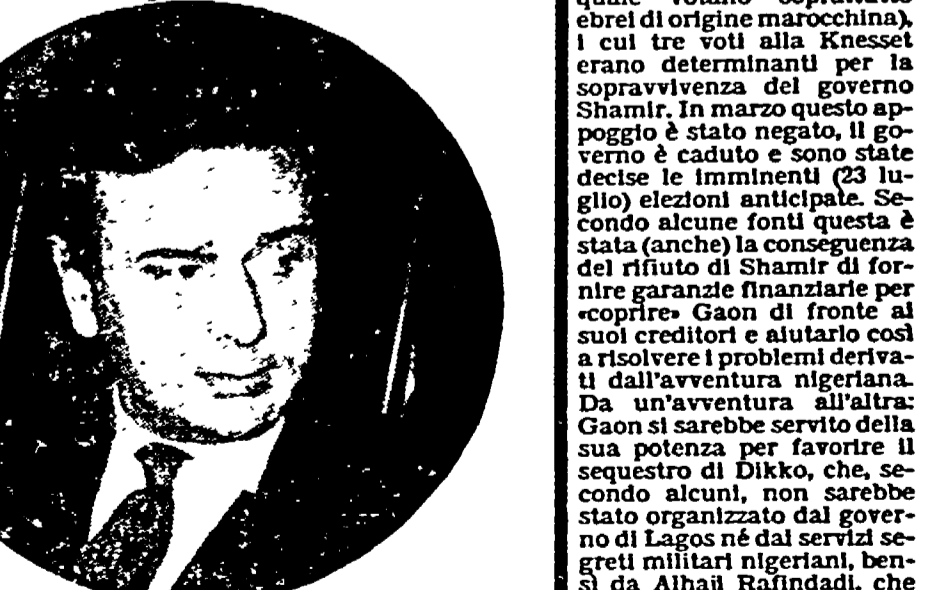 quale votano soprattutto
ebrei di origine marocchina),
i cui tre voti alla Knesset
erano determinanti per la
sopravvivenza del governo
Shamir. In marzo questo ap-
poggio è stato negato, il go-
verno è caduto e sono state
decise le imminenti (23 lu-
glio) elezioni anticipate. Se-
condo alcune fonti questa è
stata (anche) la conseguenza
del rifiuto di Shamir di for-
nire garanzie finanziarie per
«coprire» Gaon di fronte ai
suoi creditori e aiutarlo così
a risolvere i problemi deriva-
ti dall'avventura nigeriana.
Da un'avventura all'altra:
Gaon si sarebbe servito della
sua potenza per favorire il
sequestro di Dikko, che, se-
condo alcuni, non sarebbe
stato organizzato dal gover-
no di Lagos né dai servizi se-
greti militari nigeriani, ben-
sì da Alhaji Rafindadi, che